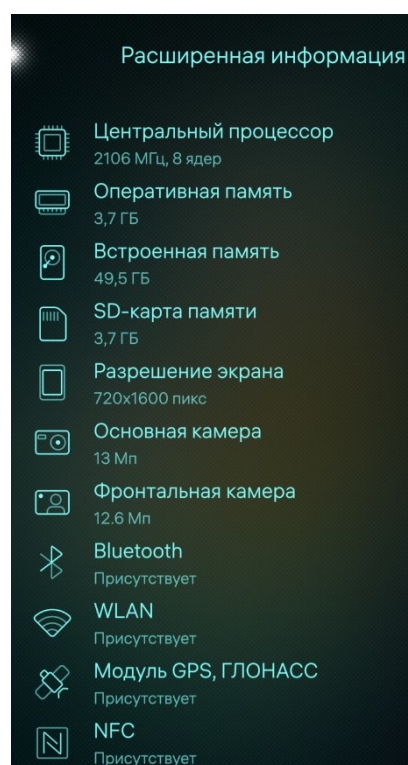 Расширенная информация
Центральный процессор
2106 МГц, 8 ядер
Оперативная память
3,7 ГБ
Встроенная память
49,5 ГБ
SD-карта памяти
3,7 ГБ
Разрешение экрана
720x1600 пикс
Основная камера
13 Мп
Фронтальная камера
12.6 Мп
Bluetooth
Присутствует
WLAN
Присутствует
Модуль GPS, ГЛОНАСС
Присутствует
NFC
Присутствует